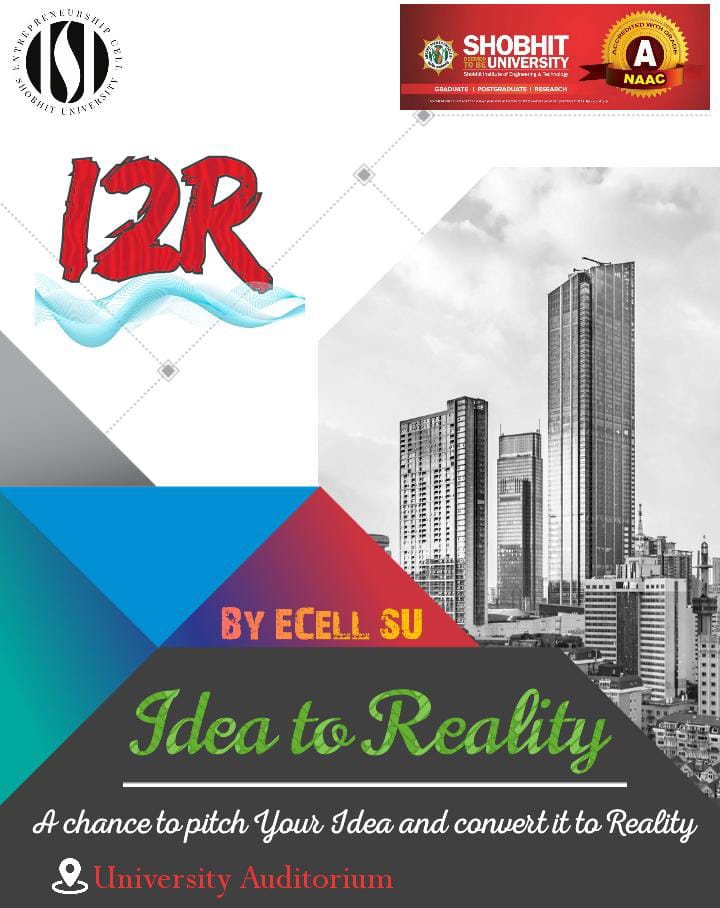 ENTREPRENEURSHIP CELL
SHOBHIT UNIVERSITY
SHOBHIT
DEEMED TO BE UNIVERSITY
Shobhit Institute of Engineering & Technology
GRADUATE | POSTGRADUATE | RESEARCH
ACCREDITED WITH GRADE
A
NAAC
I2R
By ECell SU
Idea to Reality
A chance to pitch Your Idea and convert it to Reality
University Auditorium